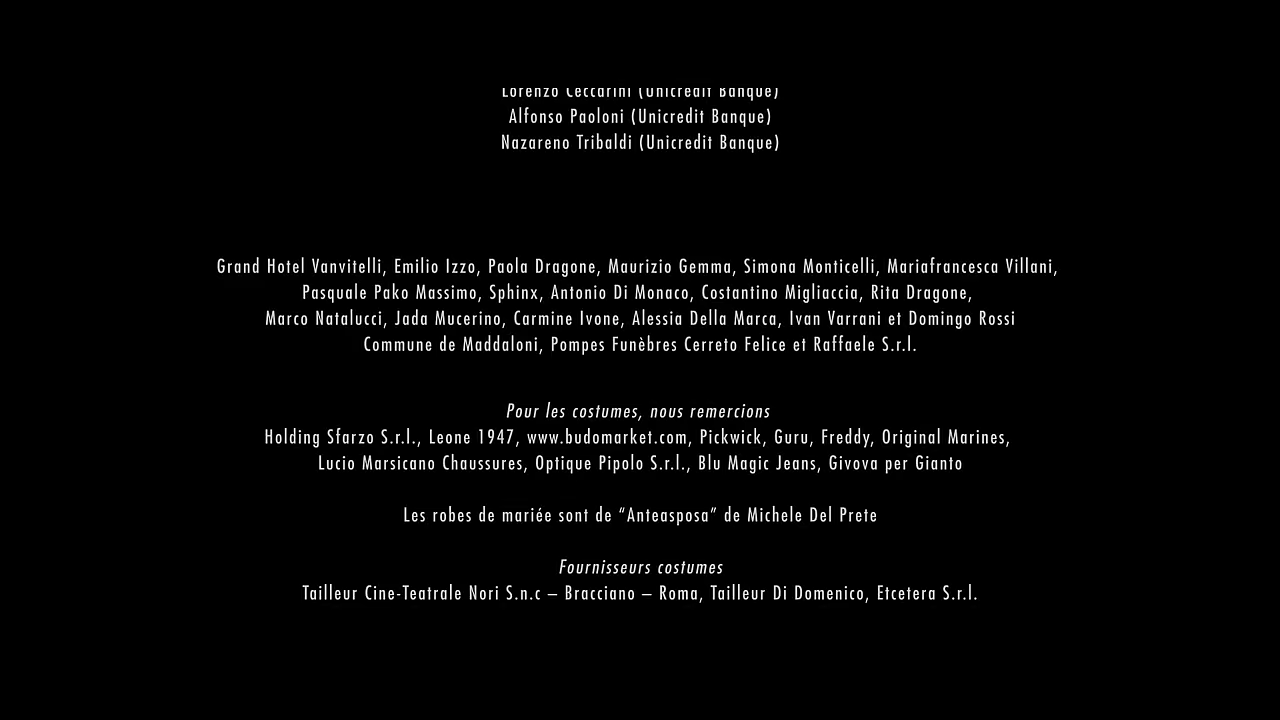 Lorenzo Ceccarini (Unicredit Banque)
Alfonso Paoloni (Unicredit Banque)
Nazareno Tribaldi (Unicredit Banque)
Grand Hotel Vanvitelli, Emilio Izzo, Paola Dragone, Maurizio Gemma, Simona Monticelli, Mariafrancesca Villani,
Pasquale Pako Massimo, Sphinx, Antonio Di Monaco, Costantino Migliaccia, Rita Dragone,
Marco Natalucci, Jada Mucerino, Carmine Ivone, Alessia Della Marca, Ivan Varrani et Domingo Rossi
Commune de Maddaloni, Pompes Funèbres Cerreto Felice et Raffaele S.r.l.
Pour les costumes, nous remercions
Holding Sfarzo S.r.l., Leone 1947, www.budomarket.com, Pickwick, Guru, Freddy, Original Marines,
Lucio Marsicano Chaussures, Optique Pipolo S.r.l., Blu Magic Jeans, Givova per Gianto
Les robes de mariée sont de “Anteasposa” de Michele Del Prete
Fournisseurs costumes
Tailleur Cine-Teatrale Nori S.n.c – Bracciano – Roma, Tailleur Di Domenico, Etcetera S.r.l.